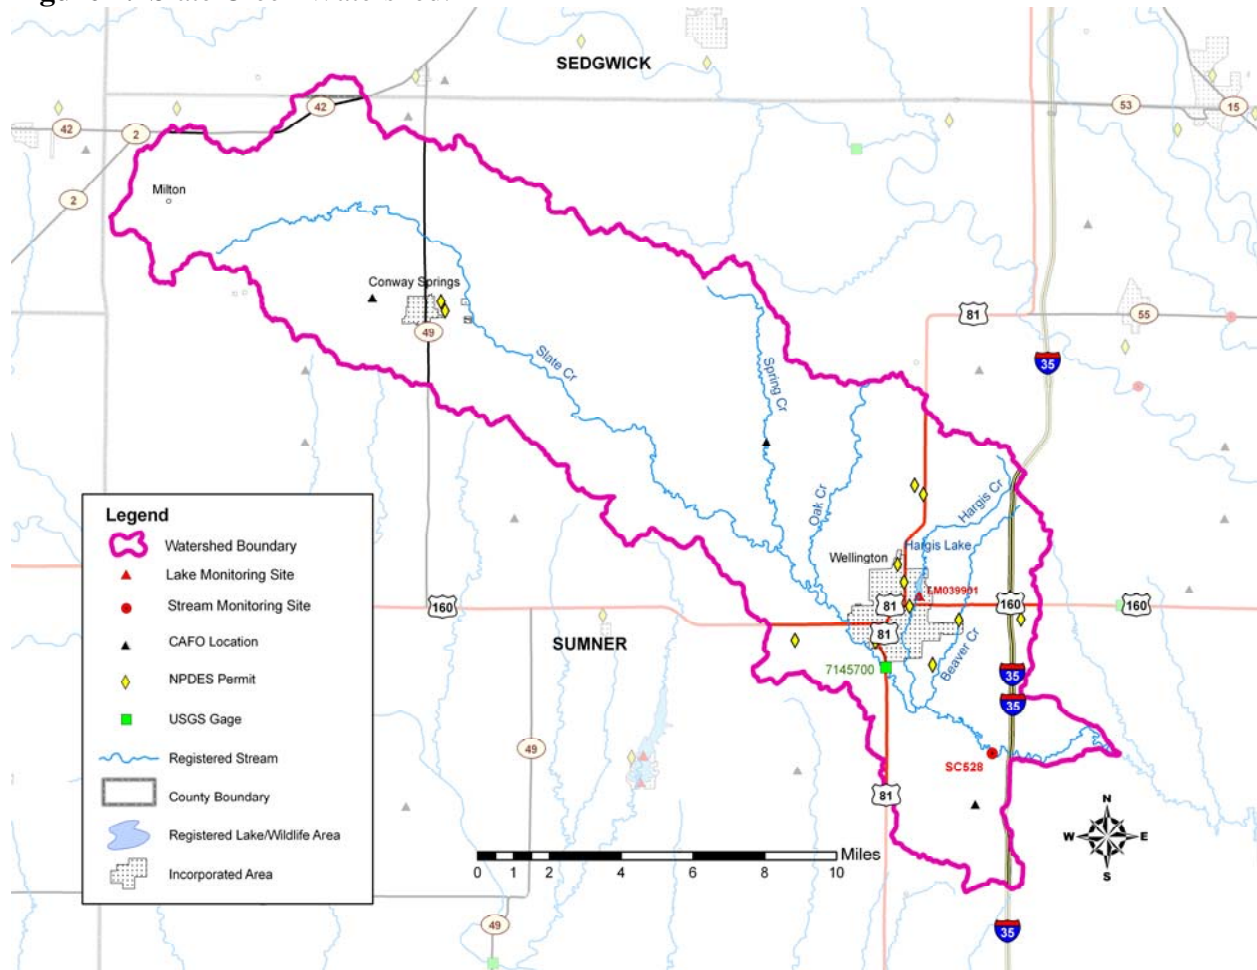 SEDGWICK
42
53
15
42
2
Milton
2
Conway Springs
81
55
49
35
Slate Cr
Spring Cr
Oak Cr
Hargis Cr
Hargis Lake
Wellington
LM039901
160
81
160
160
81
SUMNER
7145700
Beaver Cr
35
35
49
SC528
81
N
W
E
S
Miles
0 1 2 4 6 8 10
49
35
Legend
Watershed Boundary
Lake Monitoring Site
Stream Monitoring Site
CAFO Location
NPDES Permit
USGS Gage
Registered Stream
County Boundary
Registered Lake/Wildlife Area
Incorporated Area